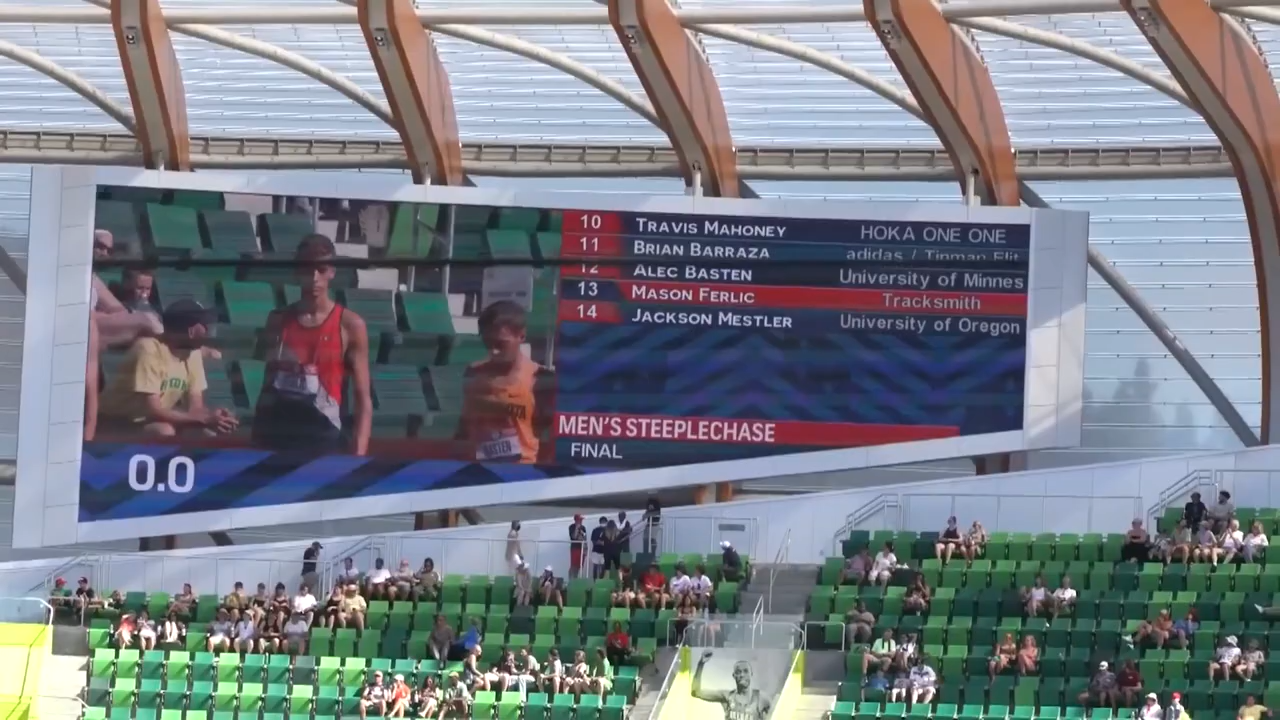 10 TRAVIS MAHONEY HOKA ONE ONE
11 BRIAN BARRAZA adidas / Tinman Elit
12 ALEC BASTEN University of Minnes
13 MASON FERLIC Tracksmith
14 JACKSON MESTLER University of Oregon
MEN'S STEEPLECHASE
FINAL
0.0
BASTEN